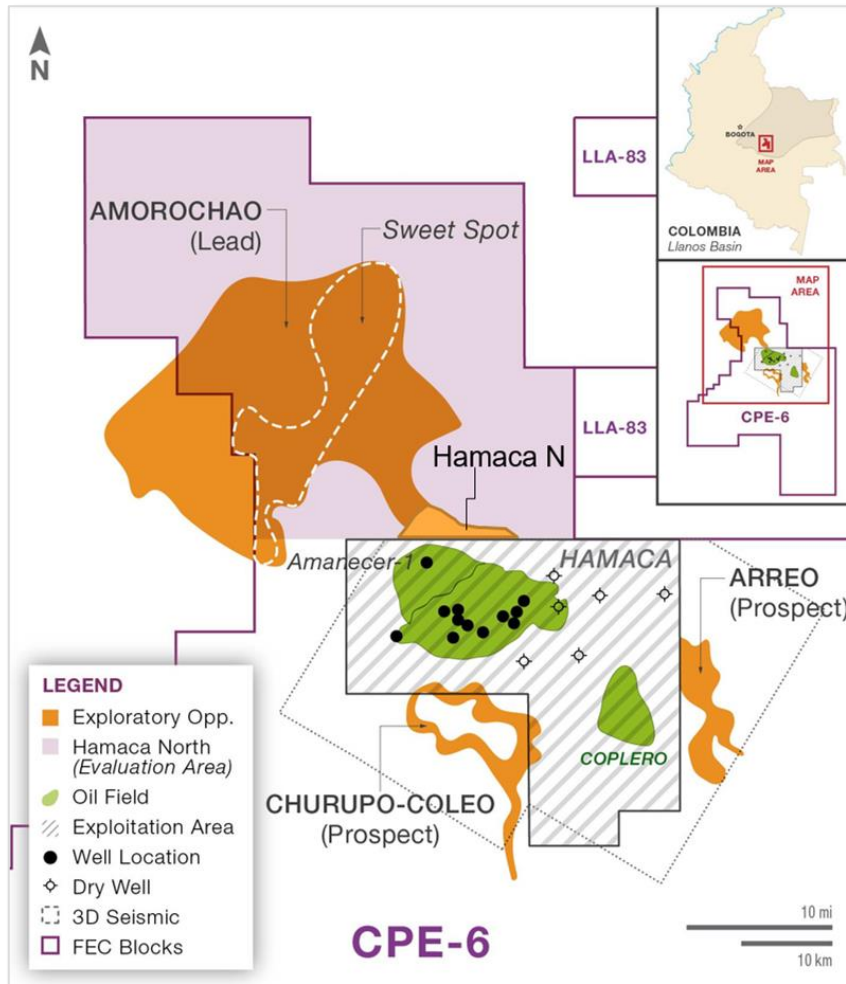 N
LLA-83
BOGOTA
MAP
AREA
COLOMBIA
Llanos Basin
AMOROCHAO
(Lead)
Sweet Spot
MAP
AREA
CPE-6
LLA-83
Hamaca N
Amanecer-1
HAMACA
ARREO
(Prospect)
COPLERO
CHURUPO-COLEO
(Prospect)
LEGEND
Exploratory Opp.
Hamaca North
(Evaluation Area)
Oil Field
Exploitation Area
Well Location
Dry Well
3D Seismic
FEC Blocks
CPE-6
10 mi
10 km